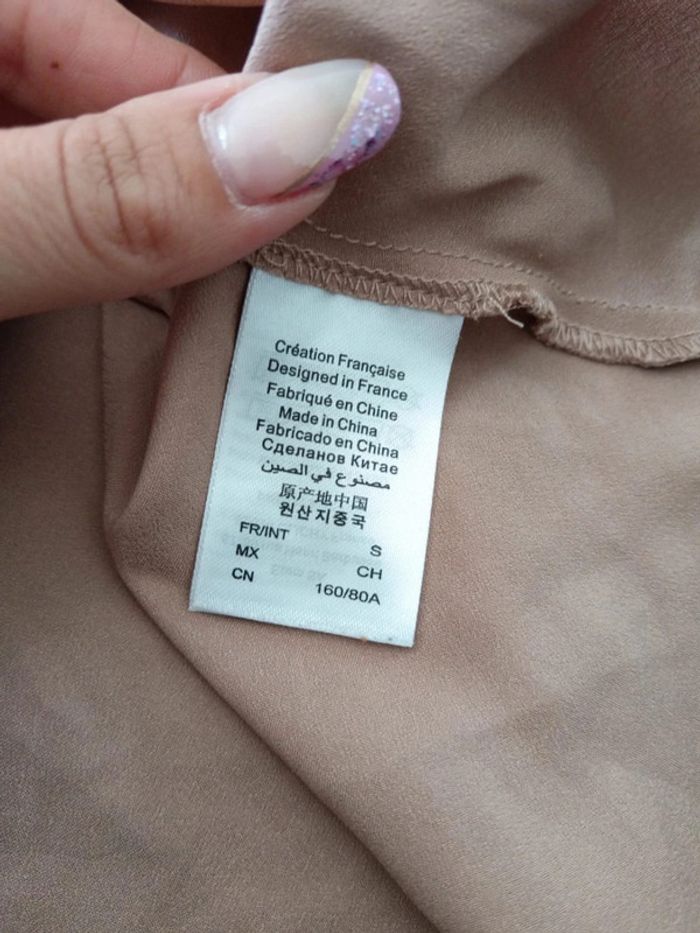 Création Française
Designed in France
Fabriqué en Chine
Made in China
Fabricado en China
Сделанов Китае
مصنوع في الصين
原产地中国
원산지중국
FR/INT S
MX CH
CN 160/80A